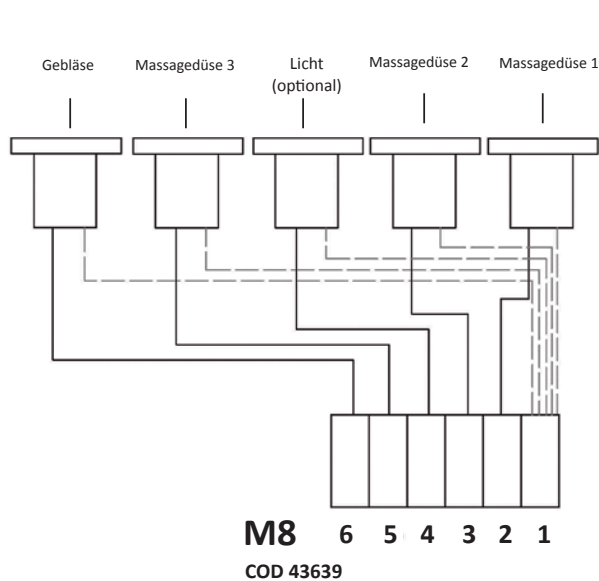 Gebläse
Massagedüse 3
Licht
(optional)
Massagedüse 2
Massagedüse 1
M8 6 5 4 3 2 1
COD 43639